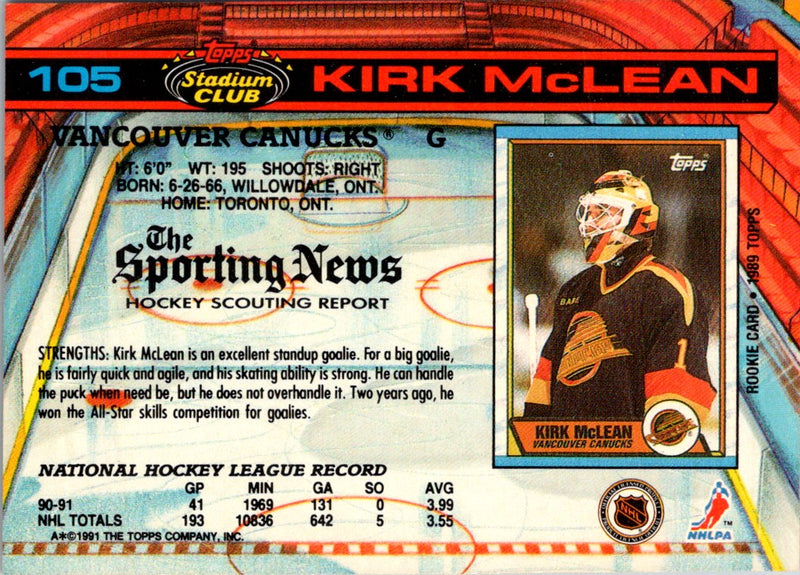 105
Topps
Stadium
CLUB
KIRK McLEAN
VANCOUVER CANUCKS® G
HT: 6'0" WT: 195 SHOOTS: RIGHT
BORN: 6-26-66, WILLOWDALE, ONT.
HOME: TORONTO, ONT.
The
Sporting News
HOCKEY SCOUTING REPORT
STRENGTHS: Kirk McLean is an excellent standup goalie. For a big goalie,
he is fairly quick and agile, and his skating ability is strong. He can handle
the puck when need be, but he does not overhandle it. Two years ago, he
won the All-Star skills competition for goalies.
Topps
1
KIRK McLEAN
VANCOUVER CANUCKS
ROOKIE CARD • 1989 TOPPS
NATIONAL HOCKEY LEAGUE RECORD
GP MIN GA SO AVG
90-91 41 1969 131 0 3.99
NHL TOTALS 193 10836 642 5 3.55
A*©1991 THE TOPPS COMPANY, INC.
NHL
NHLPA ™